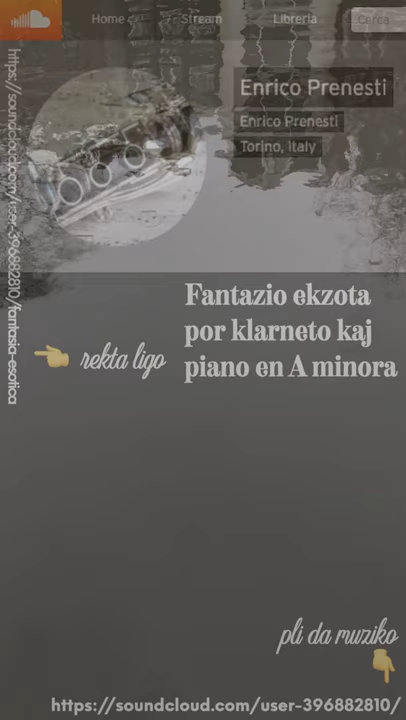 Home
Stream
Libreria
Cerca
Enrico Prenesti
Enrico Prenesti
Torino, Italy
https://soundcloud.com/user-396882810/fantasia-esotica
Fantazio ekzota
por klarneto kaj
piano en A minora
rekta ligo
pli da muziko
https://soundcloud.com/user-396882810/